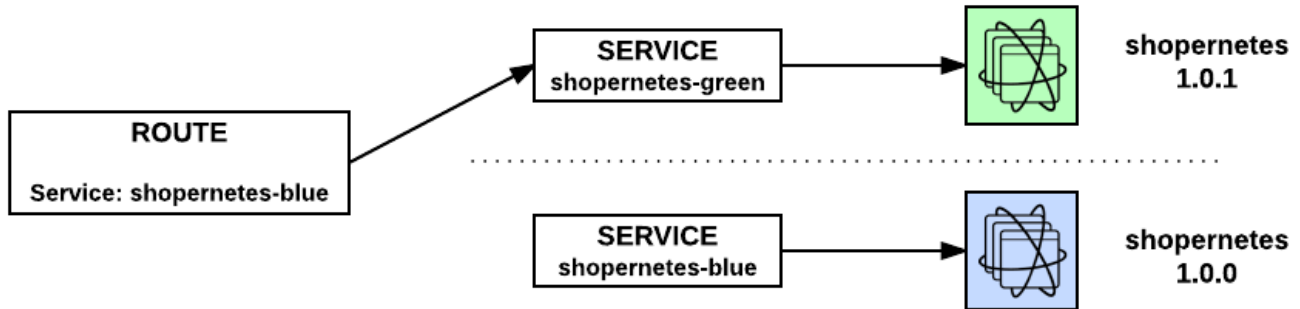 ROUTE
Service: shopernetes-blue
SERVICE
shopernetes-green
shopernetes
1.0.1
SERVICE
shopernetes-blue
shopernetes
1.0.0